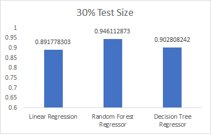 30% Test Size
1
0.95
0.9
0.85
0.8
0.75
0.7
0.65
0.6
0.891778303
0.946112873
0.902808242
Linear Regression
Random Forest
Regressor
Decision Tree
Regressor